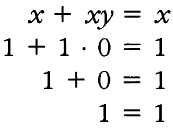 x + xy = x
1 + 1 · 0 = 1
1 + 0 = 1
1 = 1